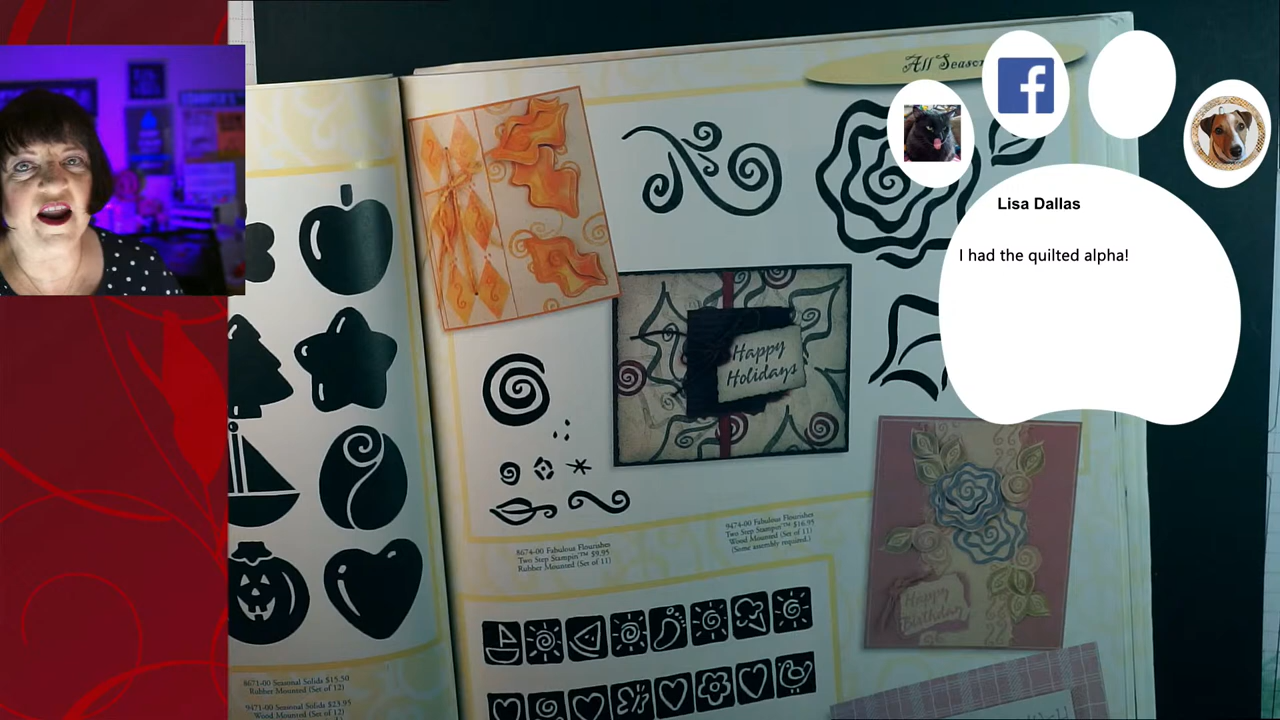 All Season
Lisa Dallas
I had the quilted alpha!
Happy
Holidays
8674-00 Fabulous Flourishes
Two Step Stampin'™ $9.95
Rubber Mounted (Set of 11)
9474-00 Fabulous Flourishes
Two Step Stampin'™ $16.95
Wood Mounted (Set of 11)
(Some assembly required.)
Happy
Birthday
8671-00 Seasonal Solids $15.50
Rubber Mounted (Set of 12)
9471-00 Seasonal Solids $23.95
Wood Mounted (Set of 12)